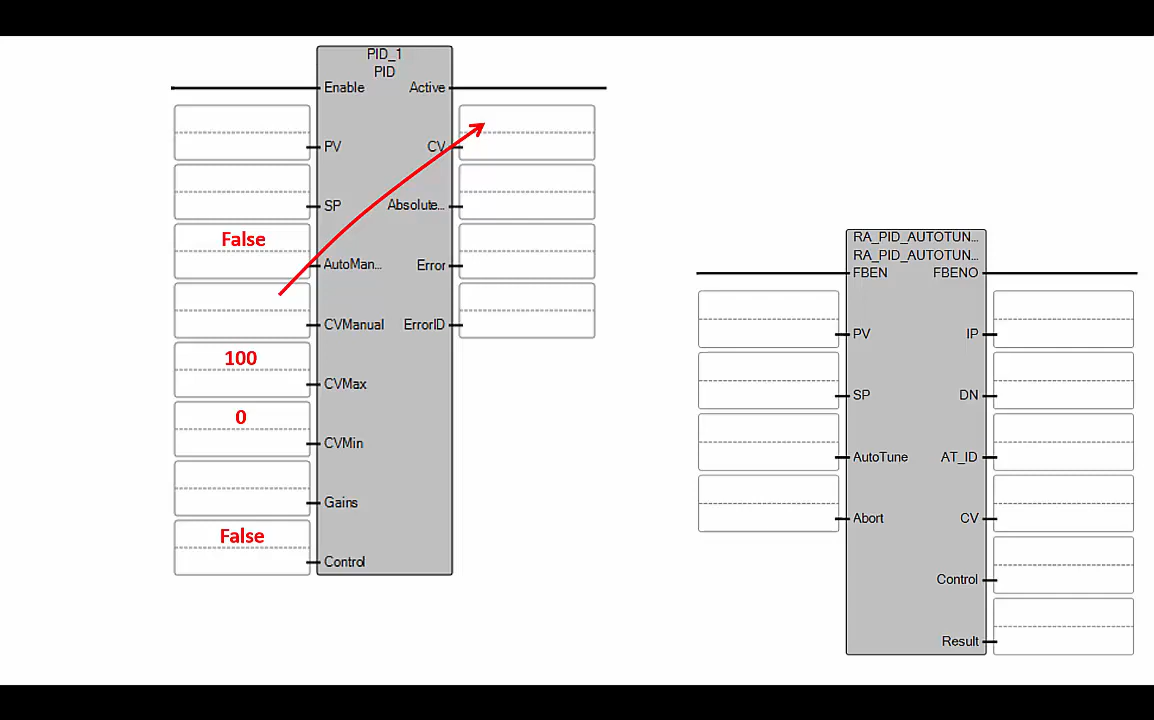 PID_1
PID
Enable
Active
PV
CV
SP
Absolute...
False
AutoMan...
Error
CVManual
ErrorID
100
CVMax
0
CVMin
Gains
False
Control
RA_PID_AUTOTUN...
RA_PID_AUTOTUN...
FBEN
FBENO
PV
IP
SP
DN
AutoTune
AT_ID
Abort
CV
Control
Result